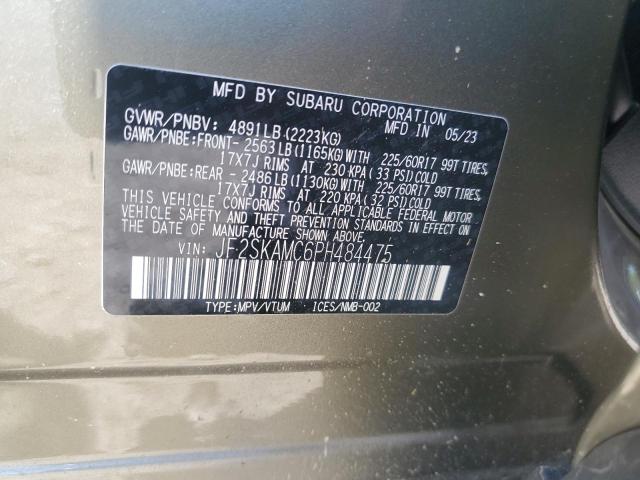 MFD BY SUBARU CORPORATION
GVWR/PNBV: 4891LB(2223KG) MFD IN 05/23
GAWR/PNBE:FRONT- 2563LB(1165KG)WITH 225/60R17 99T TIRES,
17X7J RIMS AT 230 KPA(33 PSI)COLD
GAWR/PNBE:REAR - 2486LB(1130KG)WITH 225/60R17 99T TIRES,
17X7J RIMS AT 220 KPA(32 PSI)COLD
THIS VEHICLE CONFORMS TO ALL APPLICABLE FEDERAL MOTOR
VEHICLE SAFETY AND THEFT PREVENTION STANDARDS IN EFFECT ON
THE DATE OF MANUFACTURE SHOWN ABOVE.
VIN: JF2SKAMC6PH484475
TYPE:MPV/VTUM ICES/NMB-002